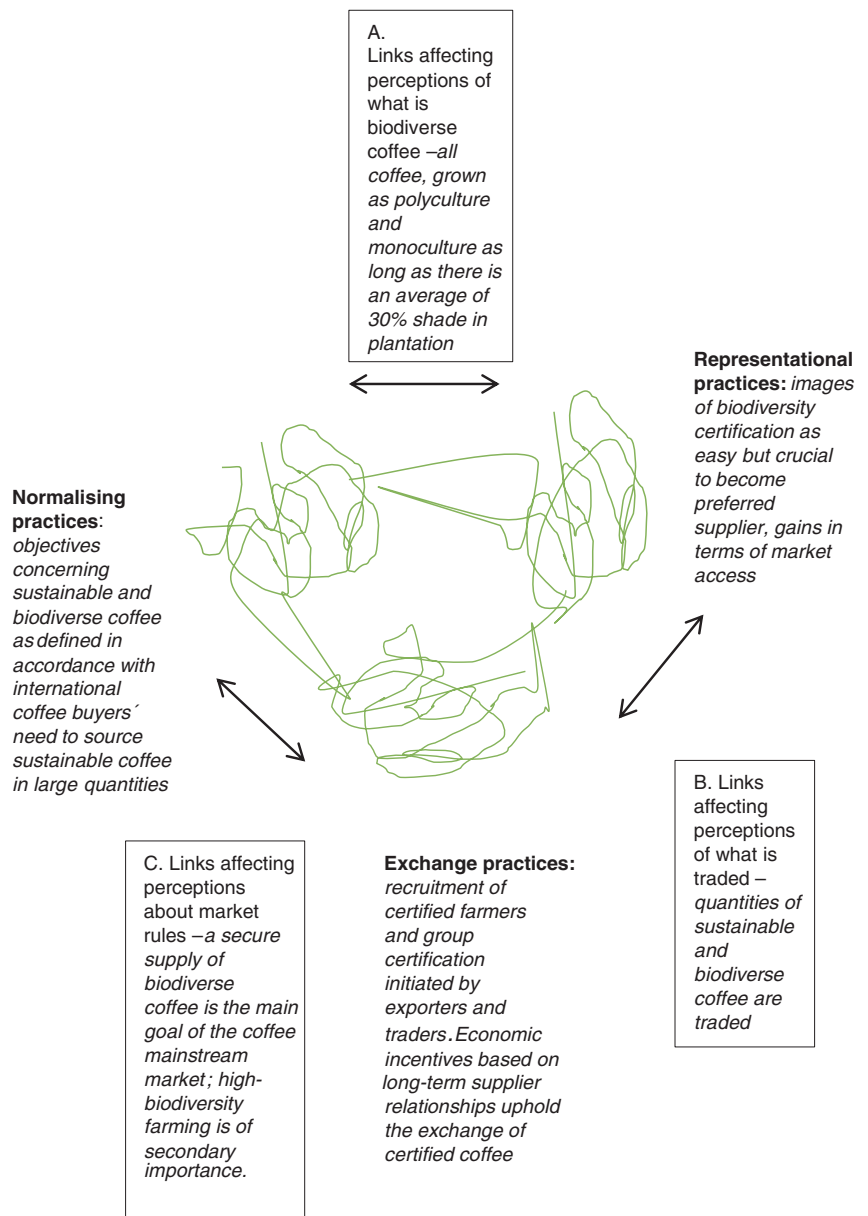 A.
Links affecting
perceptions of
what is
biodiverse
coffee –all
coffee, grown
as polyculture
and
monoculture as
long as there is
an average of
30% shade in
plantation
Representational
practices: images
of biodiversity
certification as
easy but crucial
to become
preferred
supplier, gains in
terms of market
access
Normalising
practices:
objectives
concerning
sustainable and
biodiverse coffee
as defined in
accordance with
international
coffee buyers´
need to source
sustainable coffee
in large quantities
B. Links
affecting
perceptions
of what is
traded –
quantities of
sustainable
and
biodiverse
coffee are
traded
C. Links affecting
perceptions
about market
rules –a secure
supply of
biodiverse
coffee is the main
goal of the coffee
mainstream
market; high-
biodiversity
farming is of
secondary
importance.
Exchange practices:
recruitment of
certified farmers
and group
certification
initiated by
exporters and
traders.Economic
incentives based on
long-term supplier
relationships uphold
the exchange of
certified coffee